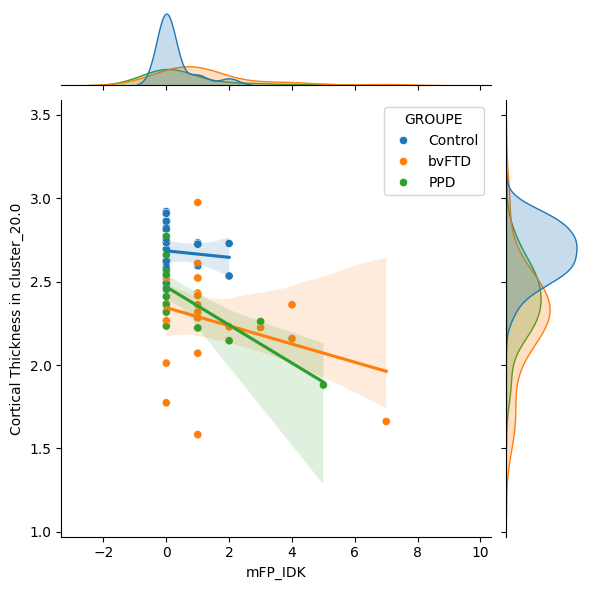 3.5
3.0
2.5
2.0
1.5
1.0
Cortical Thickness in cluster_20.0
GROUPE
Control
bvFTD
PPD
−2 0 2 4 6 8 10
mFP_IDK